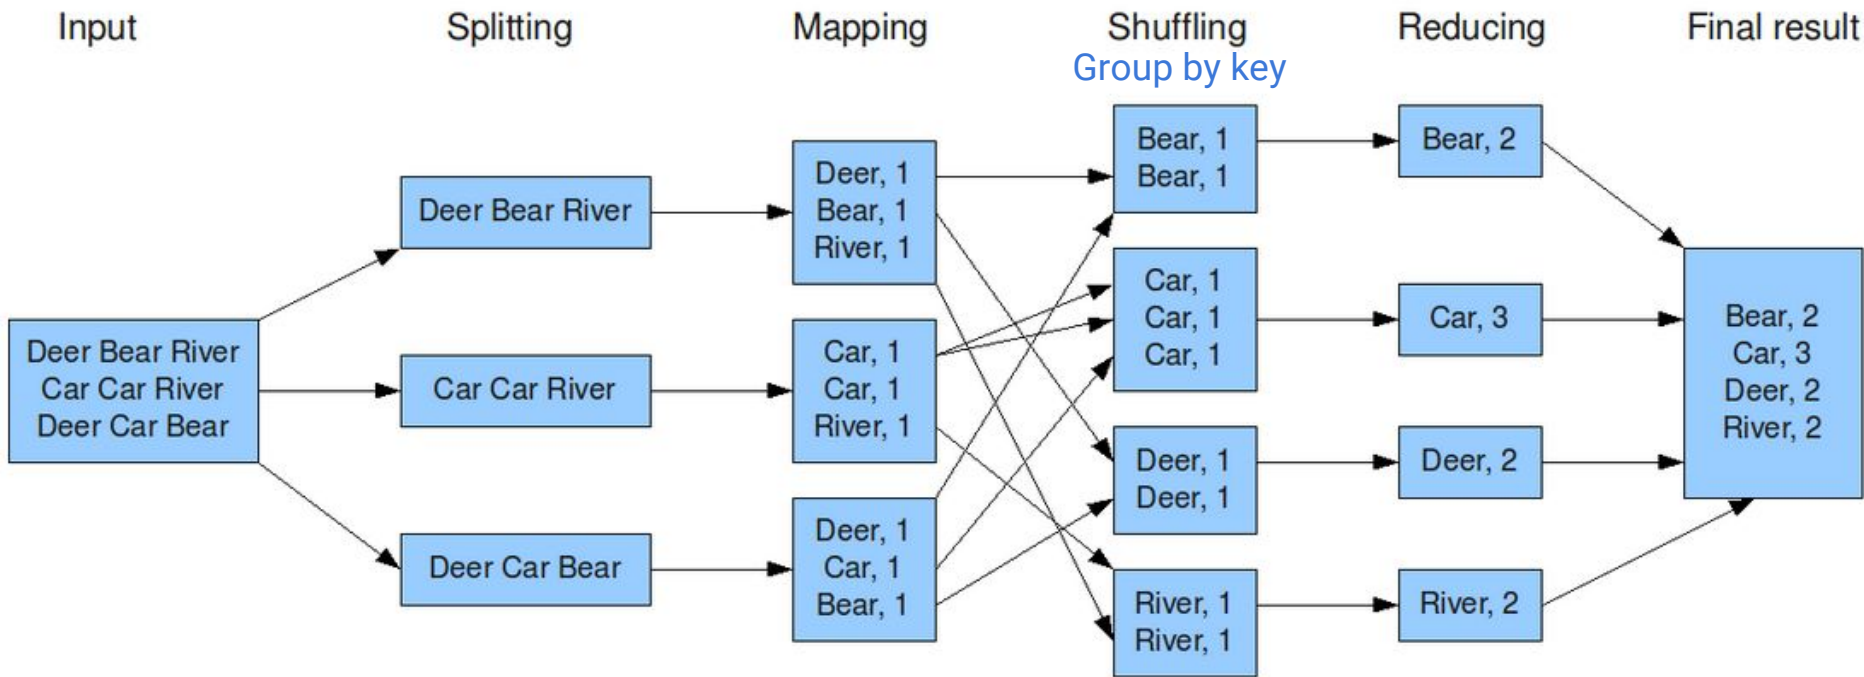 Input
Splitting
Mapping
Shuffling
Reducing
Final result
Group by key
Deer Bear River
Car Car River
Deer Car Bear
Deer Bear River
Car Car River
Deer Car Bear
Deer, 1
Bear, 1
River, 1
Car, 1
Car, 1
River, 1
Deer, 1
Car, 1
Bear, 1
Bear, 1
Bear, 1
Car, 1
Car, 1
Car, 1
Deer, 1
Deer, 1
River, 1
River, 1
Bear, 2
Car, 3
Deer, 2
River, 2
Bear, 2
Car, 3
Deer, 2
River, 2